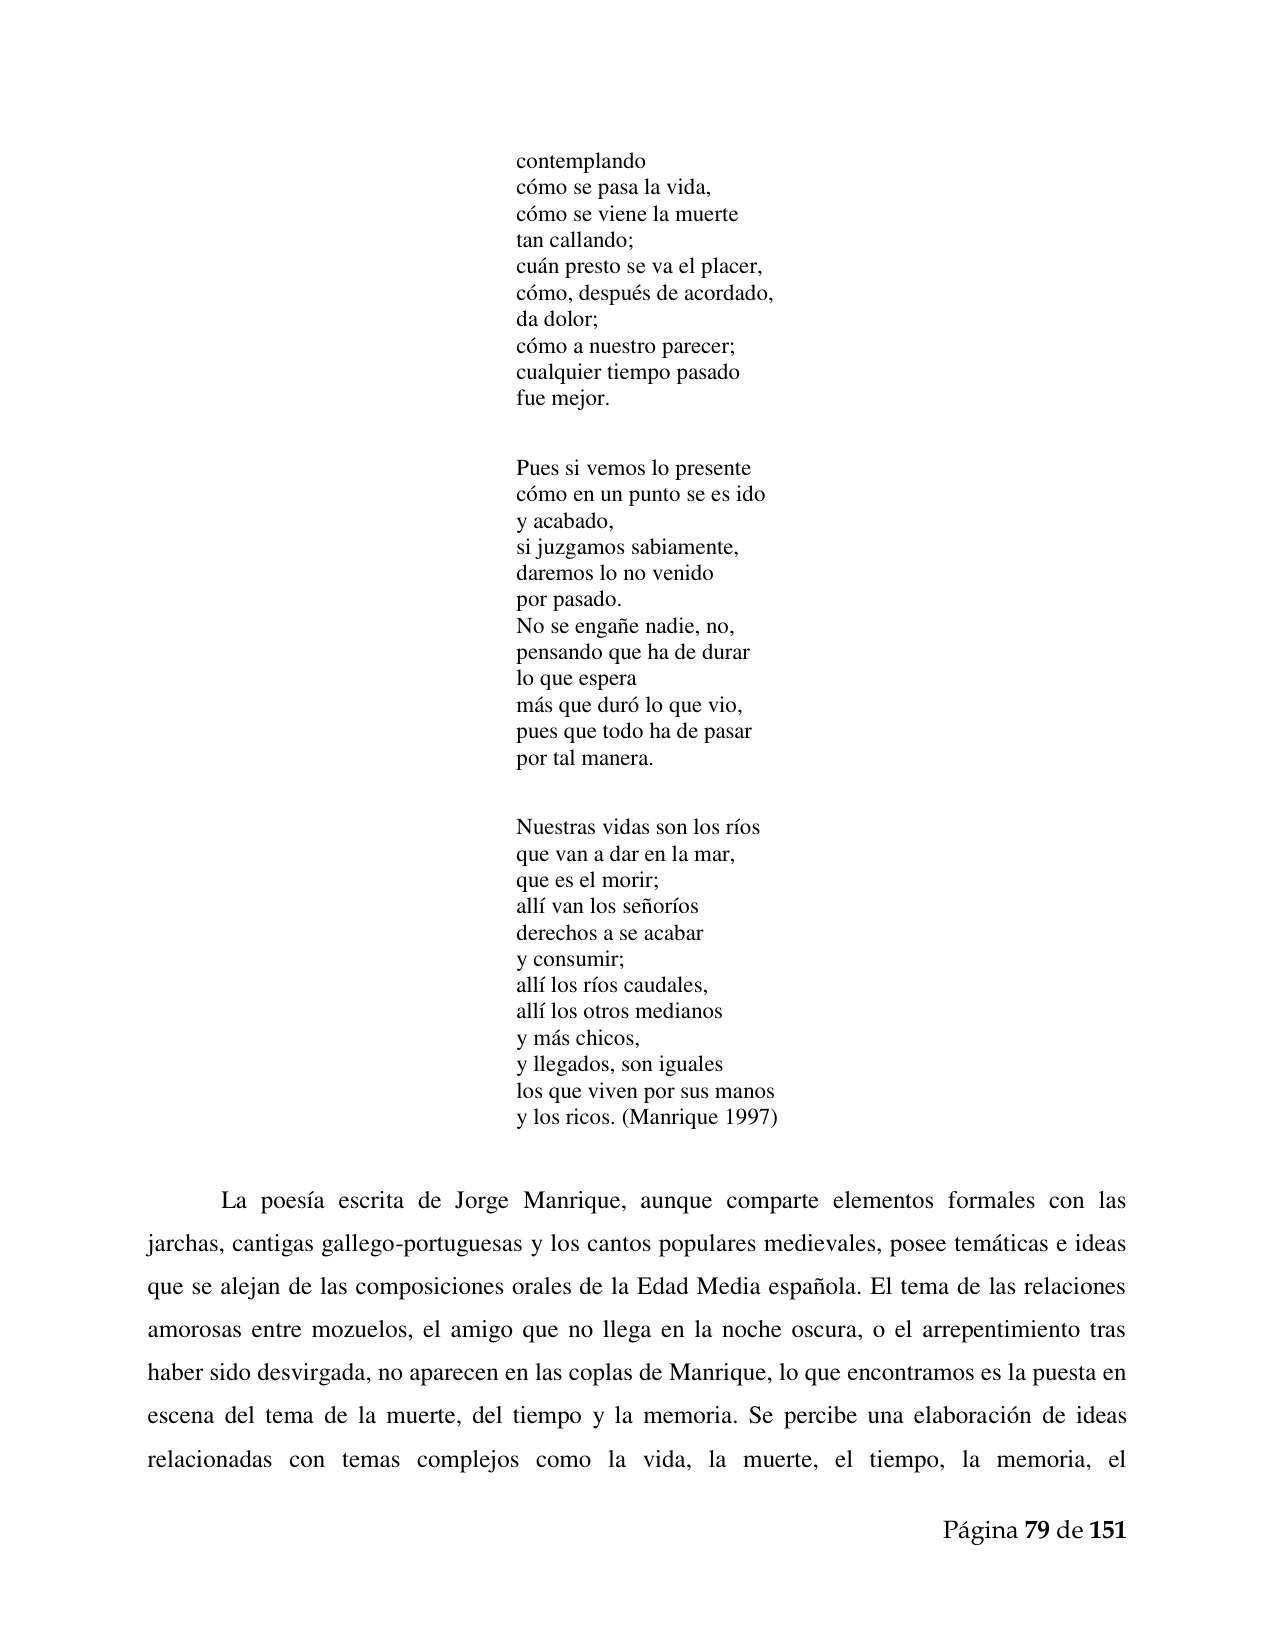 contemplando
cómo se pasa la vida,
cómo se viene la muerte
tan callando;
cuán presto se va el placer,
cómo, después de acordado,
da dolor;
cómo a nuestro parecer;
cualquier tiempo pasado
fue mejor.
Pues si vemos lo presente
cómo en un punto se es ido
y acabado,
si juzgamos sabiamente,
daremos lo no venido
por pasado.
No se engañe nadie, no,
pensando que ha de durar
lo que espera
más que duró lo que vio,
pues que todo ha de pasar
por tal manera.
Nuestras vidas son los ríos
que van a dar en la mar,
que es el morir;
allí van los señoríos
derechos a se acabar
y consumir;
allí los ríos caudales,
allí los otros medianos
y más chicos,
y llegados, son iguales
los que viven por sus manos
y los ricos. (Manrique 1997)
La poesía escrita de Jorge Manrique, aunque comparte elementos formales con las
jarchas, cantigas gallego-portuguesas y los cantos populares medievales, posee temáticas e ideas
que se alejan de las composiciones orales de la Edad Media española. El tema de las relaciones
amorosas entre mozuelos, el amigo que no llega en la noche oscura, o el arrepentimiento tras
haber sido desvirgada, no aparecen en las coplas de Manrique, lo que encontramos es la puesta en
escena del tema de la muerte, del tiempo y la memoria. Se percibe una elaboración de ideas
relacionadas con temas complejos como la vida, la muerte, el tiempo, la memoria, el
Página 79 de 151